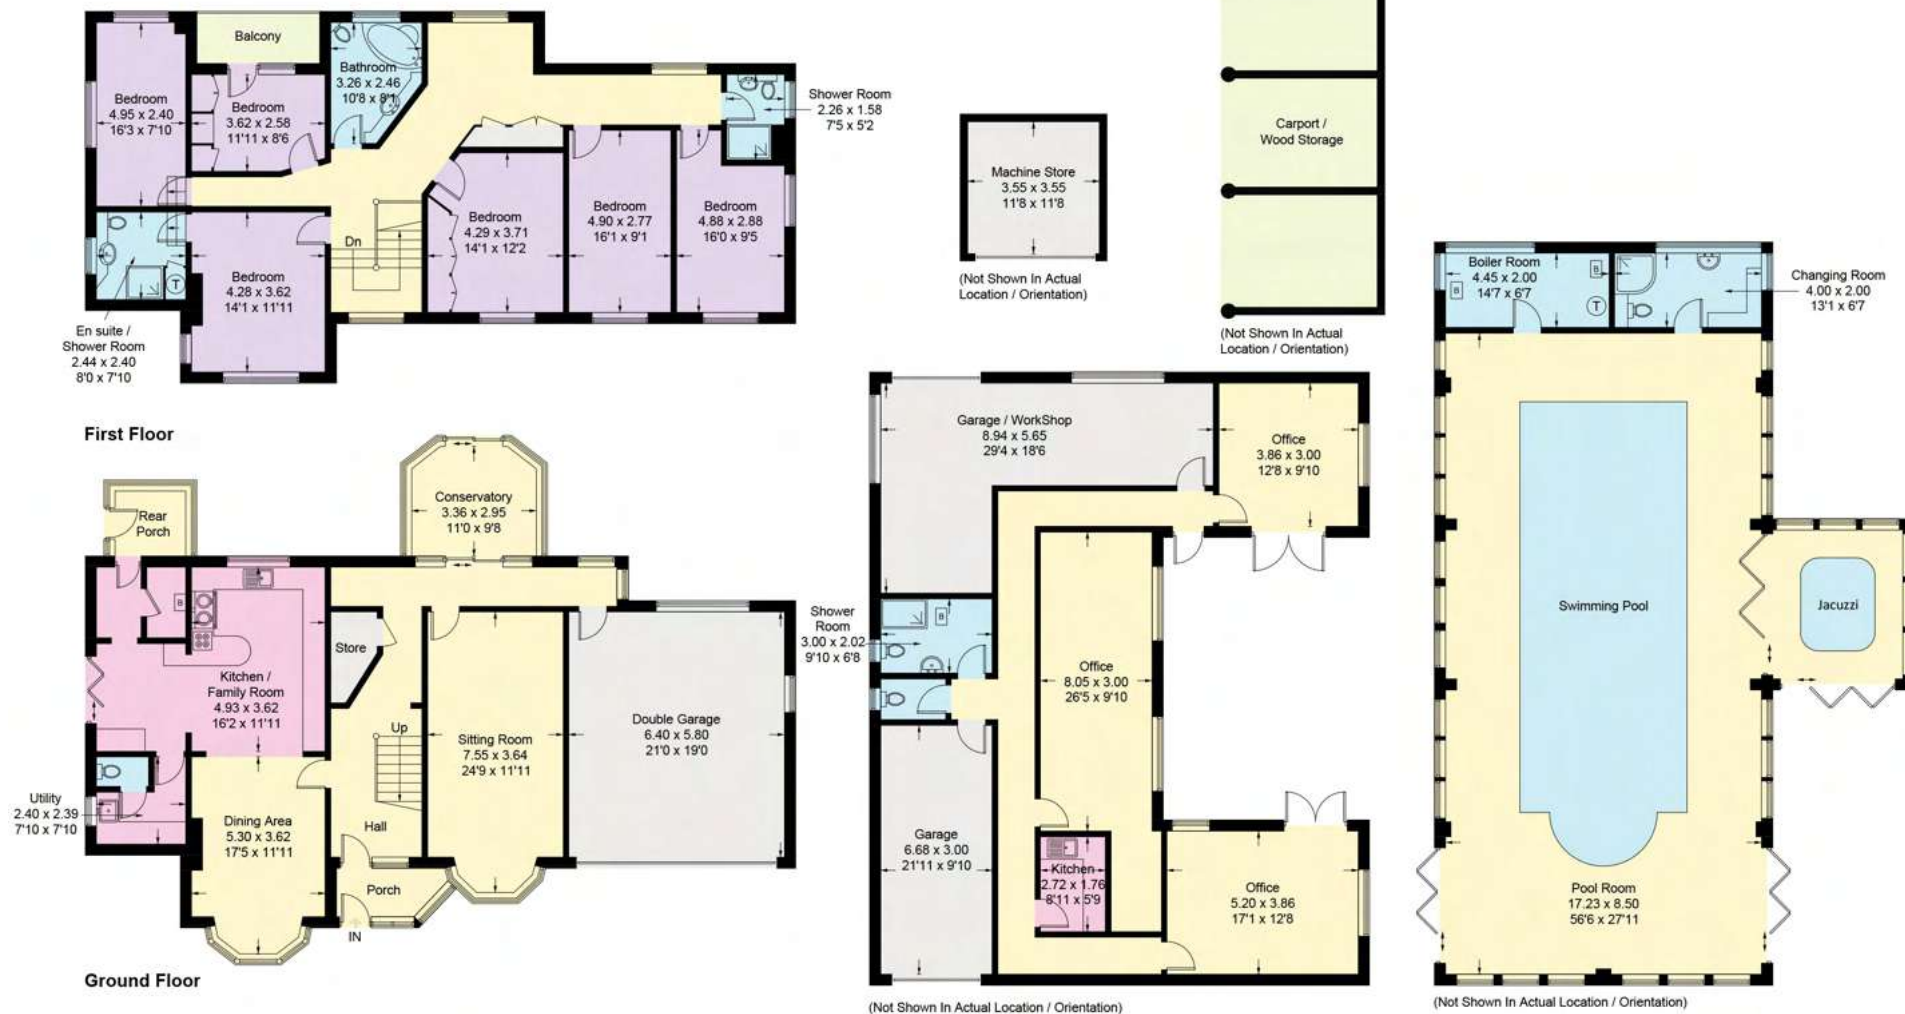 Balcony
Bedroom
4.95 x 2.40
16'3 x 7'10
Bedroom
3.62 x 2.58
11'11 x 8'6
Bathroom
3.26 x 2.46
10'8 x 8'1
Shower Room
2.26 x 1.58
7'5 x 5'2
Bedroom
4.28 x 3.62
14'1 x 11'11
Dn
Bedroom
4.29 x 3.71
14'1 x 12'2
Bedroom
4.90 x 2.77
16'1 x 9'1
Bedroom
4.88 x 2.88
16'0 x 9'5
T
En suite /
Shower Room
2.44 x 2.40
8'0 x 7'10
First Floor
Machine Store
3.55 x 3.55
11'8 x 11'8
(Not Shown In Actual
Location / Orientation)
Carport /
Wood Storage
(Not Shown In Actual
Location / Orientation)
Rear
Porch
Conservatory
3.36 x 2.95
11'0 x 9'8
B
Kitchen /
Family Room
4.93 x 3.62
16'2 x 11'11
Store
Up
Sitting Room
7.55 x 3.64
24'9 x 11'11
Double Garage
6.40 x 5.80
21'0 x 19'0
Utility
2.40 x 2.39
7'10 x 7'10
Dining Area
5.30 x 3.62
17'5 x 11'11
Hall
Porch
IN
Ground Floor
Garage / WorkShop
8.94 x 5.65
29'4 x 18'6
Office
3.86 x 3.00
12'8 x 9'10
Shower
Room
3.00 x 2.02
9'10 x 6'8
B
Office
8.05 x 3.00
26'5 x 9'10
Garage
6.68 x 3.00
21'11 x 9'10
Kitchen
2.72 x 1.76
8'11 x 5'9
Office
5.20 x 3.86
17'1 x 12'8
(Not Shown In Actual Location / Orientation)
Boiler Room
4.45 x 2.00
14'7 x 6'7
B
B
T
Changing Room
4.00 x 2.00
13'1 x 6'7
Swimming Pool
Jacuzzi
Pool Room
17.23 x 8.50
56'6 x 27'11
(Not Shown In Actual Location / Orientation)